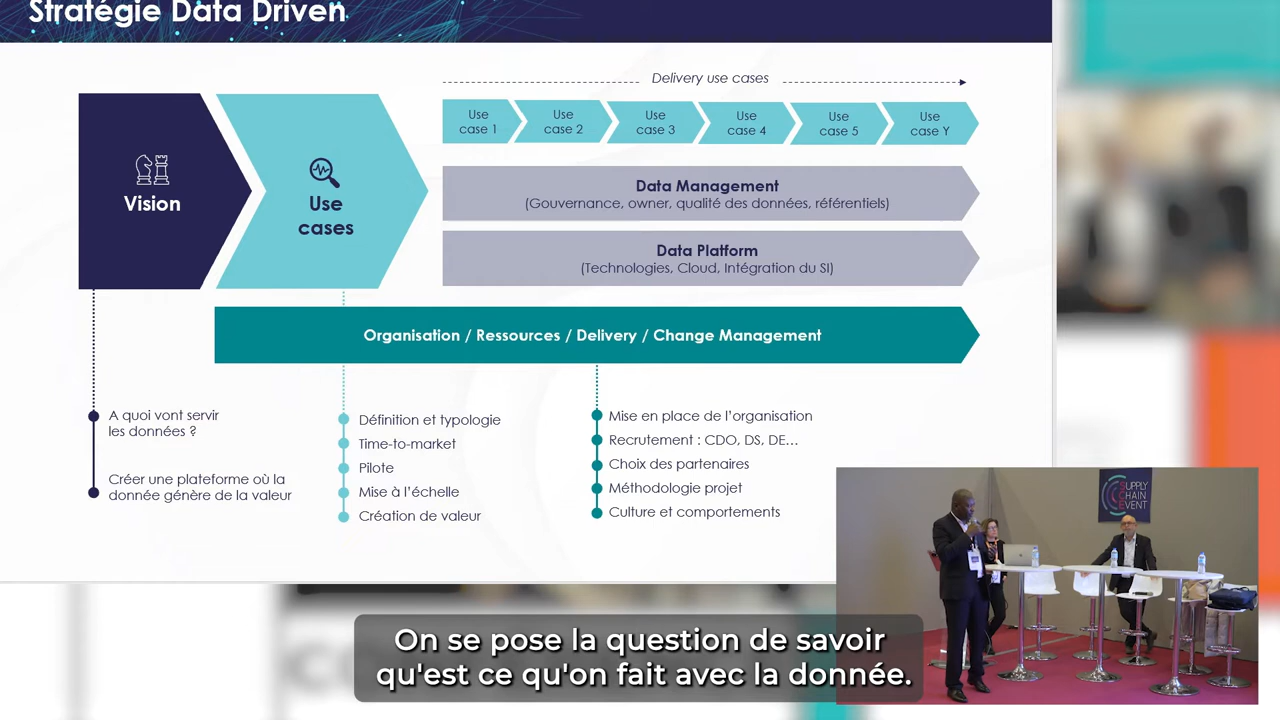 Stratégie Data Driven
Delivery use cases
Use
case 1
Use
case 2
Use
case 3
Use
case 4
Use
case 5
Use
case Y
Vision
Use
cases
Data Management
(Gouvernance, owner, qualité des données, référentiels)
Data Platform
(Technologies, Cloud, Intégration du SI)
Organisation / Ressources / Delivery / Change Management
A quoi vont servir
les données ?
Créer une plateforme où la
donnée génère de la valeur
Définition et typologie
Time-to-market
Pilote
Mise à l'échelle
Création de valeur
Mise en place de l'organisation
Recrutement : CDO, DS, DE...
Choix des partenaires
Méthodologie projet
Culture et comportements
SUPPLY
CHAIN
EVENT
On se pose la question de savoir
qu'est ce qu'on fait avec la donnée.